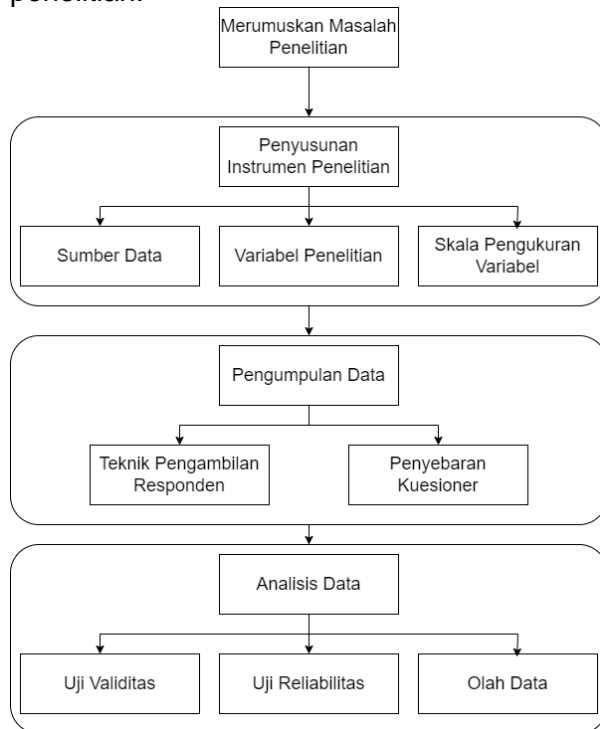 penelitian.
Merumuskan Masalah
Penelitian
Penyusunan
Instrumen Penelitian
Sumber Data
Variabel Penelitian
Skala Pengukuran
Variabel
Pengumpulan Data
Teknik Pengambilan
Responden
Penyebaran
Kuesioner
Analisis Data
Uji Validitas
Uji Reliabilitas
Olah Data